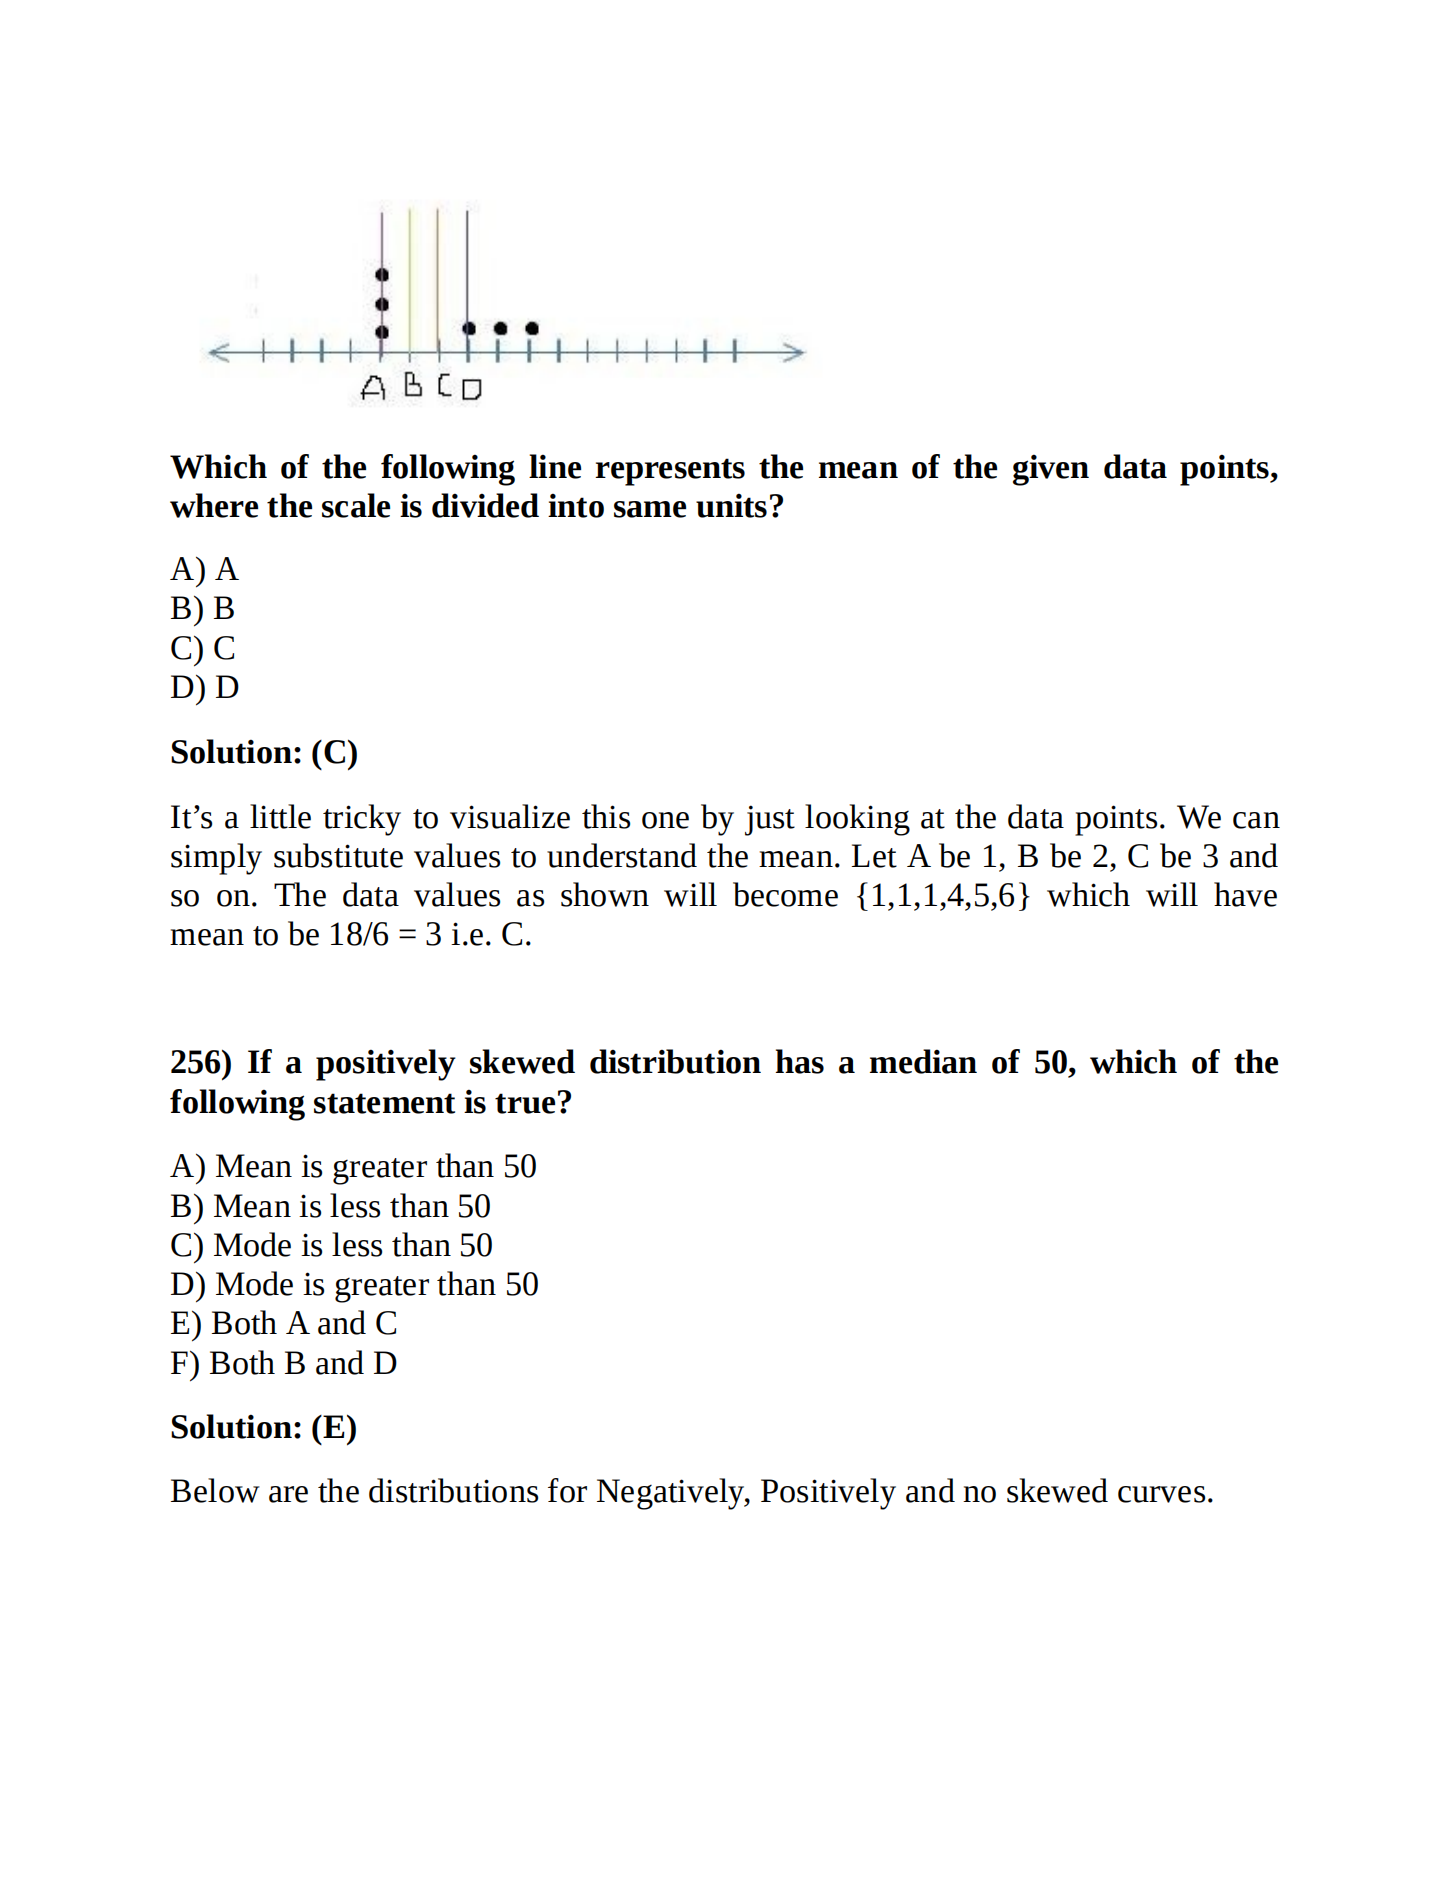 A B C D
Which of the following line represents the mean of the given data points,
where the scale is divided into same units?
A) A
B) B
C) C
D) D
Solution: (C)
It’s a little tricky to visualize this one by just looking at the data points. We can
simply substitute values to understand the mean. Let A be 1, B be 2, C be 3 and
so on. The data values as shown will become {1,1,1,4,5,6} which will have
mean to be 18/6 = 3 i.e. C.
256) If a positively skewed distribution has a median of 50, which of the
following statement is true?
A) Mean is greater than 50
B) Mean is less than 50
C) Mode is less than 50
D) Mode is greater than 50
E) Both A and C
F) Both B and D
Solution: (E)
Below are the distributions for Negatively, Positively and no skewed curves.